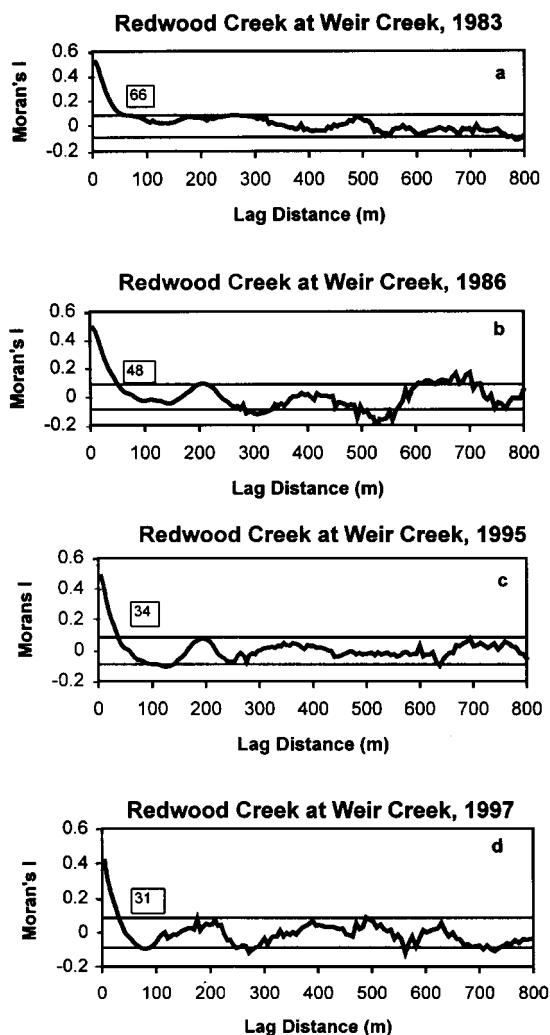 Redwood Creek at Weir Creek, 1983
Moran's I
0.6
0.4
0.2
0
-0.2
66
a
0 100 200 300 400 500 600 700 800
Lag Distance (m)
Redwood Creek at Weir Creek, 1986
Moran's I
0.6
0.4
0.2
0
-0.2
48
b
0 100 200 300 400 500 600 700 800
Lag Distance (m)
Redwood Creek at Weir Creek, 1995
Morans I
0.6
0.4
0.2
0
-0.2
34
c
0 100 200 300 400 500 600 700 800
Lag Distance (m)
Redwood Creek at Weir Creek, 1997
Moran's I
0.6
0.4
0.2
0
-0.2
31
d
0 100 200 300 400 500 600 700 800
Lag Distance (m)